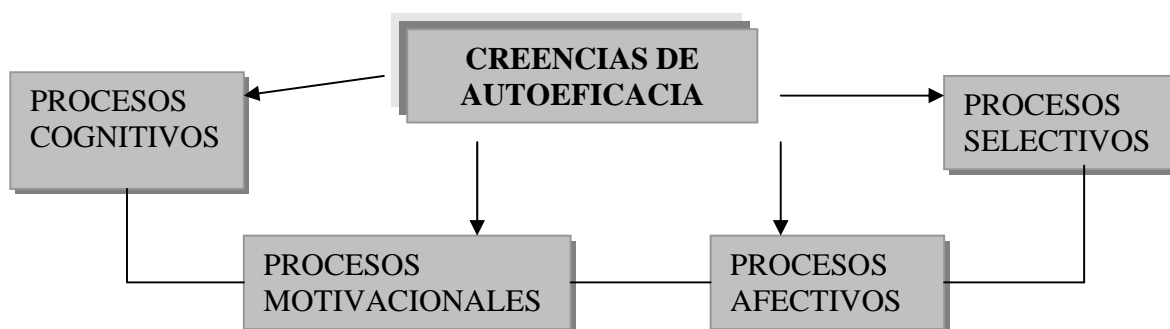 CREENCIAS DE
AUTOEFICACIA
PROCESOS
COGNITIVOS
PROCESOS
SELECTIVOS
PROCESOS
MOTIVACIONALES
PROCESOS
AFECTIVOS